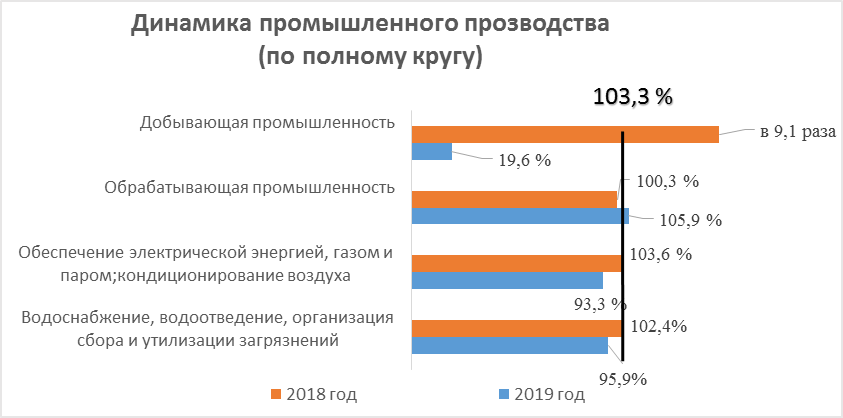 Динамика промышленного прозводства
(по полному кругу)
103,3 %
Добывающая промышленность
в 9,1 раза
19,6 %
Обрабатывающая промышленность
100,3 %
105,9 %
Обеспечение электрической энергией, газом и
паром;кондиционирование воздуха
103,6 %
93,3 %
Водоснабжение, водоотведение, организация
сбора и утилизации загрязнений
102,4%
95,9%
2018 год
2019 год